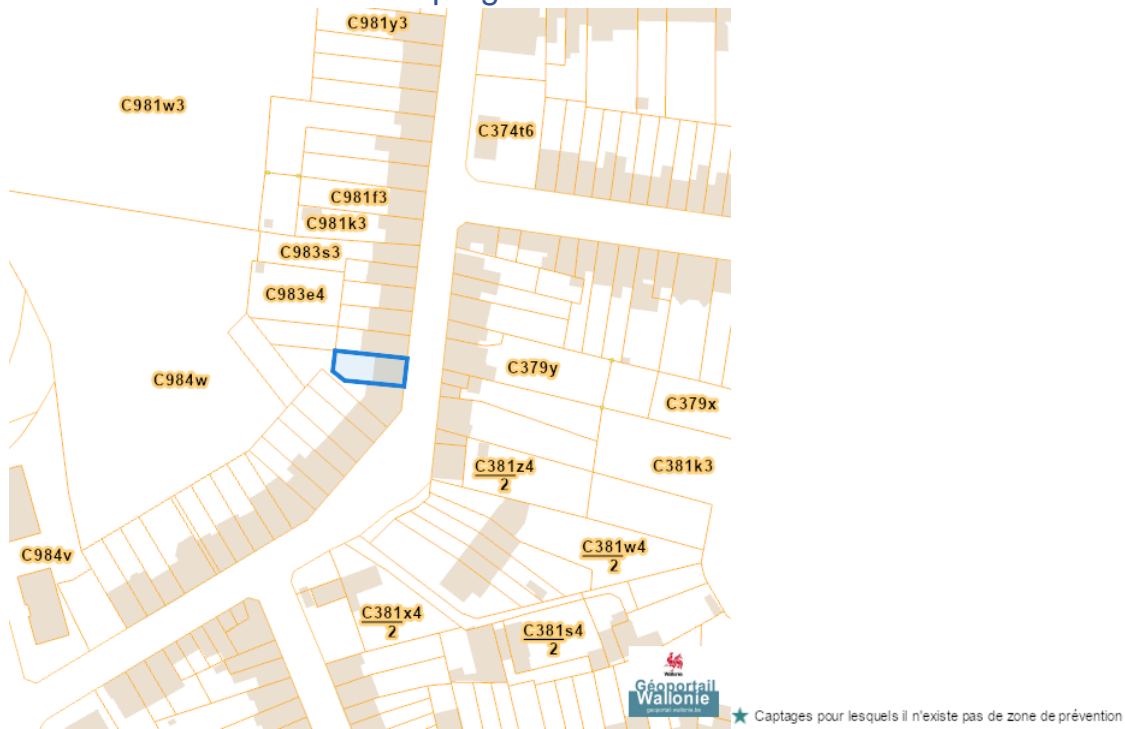 C981y3
C981w3
C374t6
C981f3
C981k3
C983s3
C983e4
C379y
C984w
C379x
C381z4
2
C381k3
C381w4
2
C984v
C381x4
2
C381s4
2
Wallonie
Géoportail
Wallonie
geoportail.wallonie.be
Captages pour lesquels il n'existe pas de zone de prévention